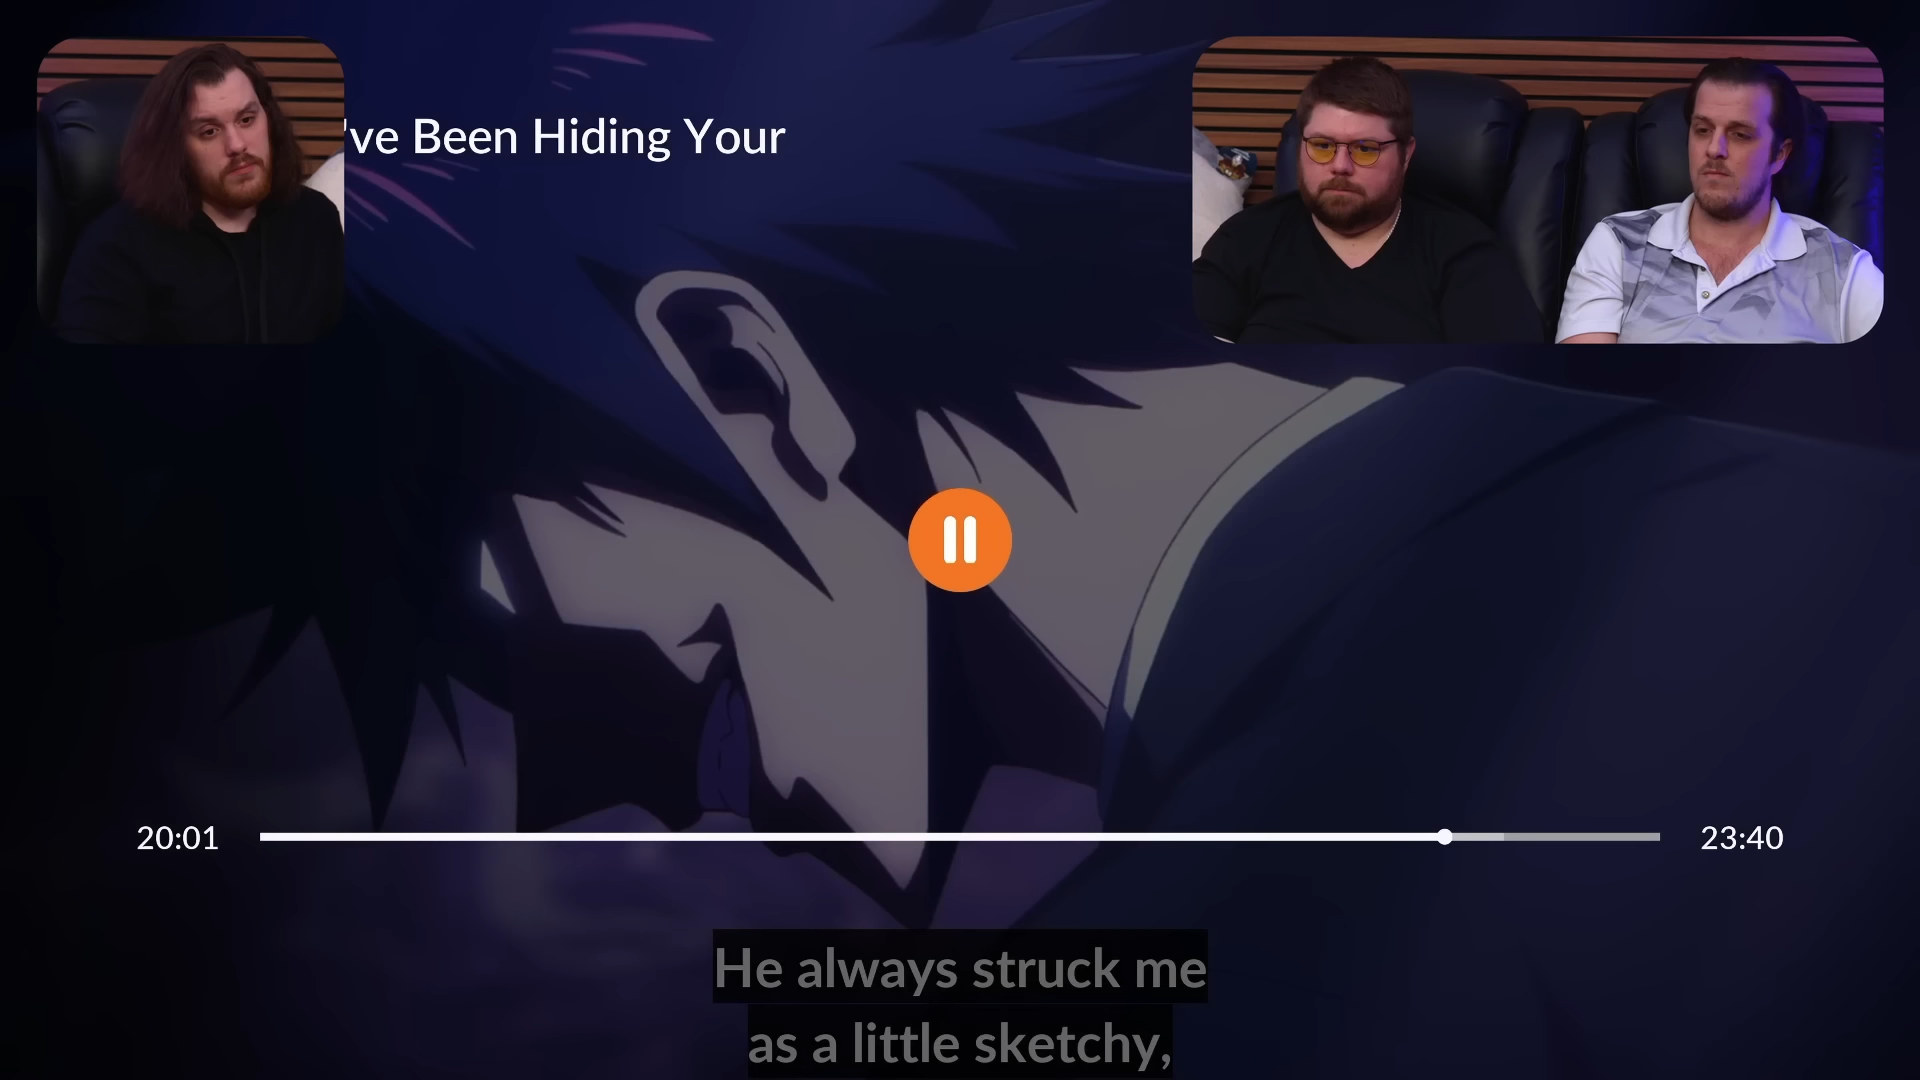 've Been Hiding Your
20:01
23:40
He always struck me
as a little sketchy,